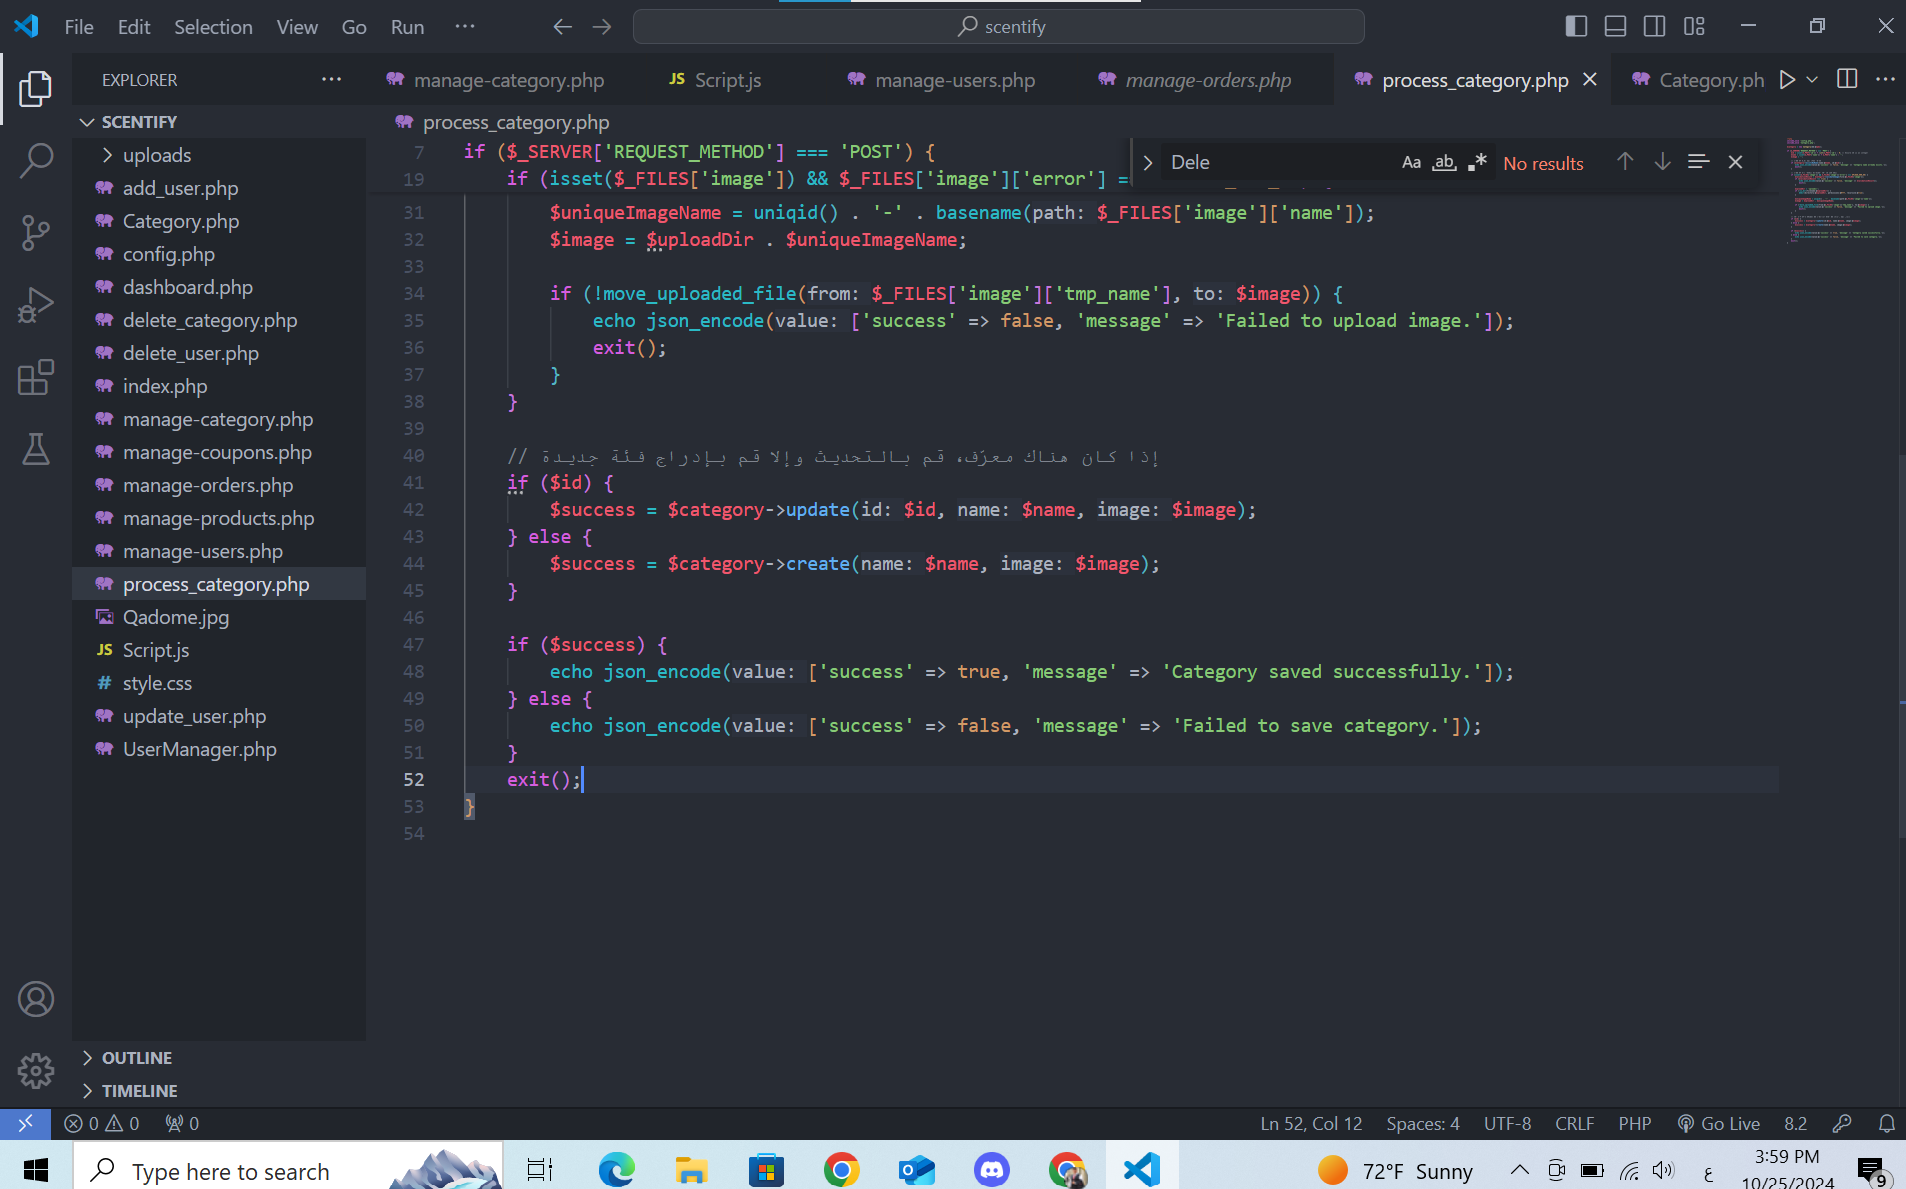 File Edit Selection View Go Run ···
scentify
EXPLORER ···
manage-category.php
JS Script.js
manage-users.php
manage-orders.php
process_category.php
Category.ph
SCENTIFY
uploads
add_user.php
Category.php
config.php
dashboard.php
delete_category.php
delete_user.php
index.php
manage-category.php
manage-coupons.php
manage-orders.php
manage-products.php
manage-users.php
process_category.php
Qadome.jpg
JS Script.js
# style.css
update_user.php
UserManager.php
OUTLINE
TIMELINE
process_category.php
Dele Aa ab No results
7 if ($_SERVER['REQUEST_METHOD'] === 'POST') {
19 if (isset($_FILES['image']) && $_FILES['image']['error'] =
31 $uniqueImageName = uniqid() . '-' . basename(path: $_FILES['image']['name']);
32 $image = $uploadDir . $uniqueImageName;
33
34 if (!move_uploaded_file(from: $_FILES['image']['tmp_name'], to: $image)) {
35 echo json_encode(value: ['success' => false, 'message' => 'Failed to upload image.']);
36 exit();
37 }
38 }
39
40 // إذا كان هناك معرّف، قم بالتحديث وإلا قم بإدراج فئة جديدة
41 if ($id) {
42 $success = $category->update(id: $id, name: $name, image: $image);
43 } else {
44 $success = $category->create(name: $name, image: $image);
45 }
46
47 if ($success) {
48 echo json_encode(value: ['success' => true, 'message' => 'Category saved successfully.']);
49 } else {
50 echo json_encode(value: ['success' => false, 'message' => 'Failed to save category.']);
51 }
52 exit();
53 }
54
0 0 0
Ln 52, Col 12 Spaces: 4 UTF-8 CRLF PHP Go Live 8.2
Type here to search
72°F Sunny
ع
3:59 PM
10/25/2024
9